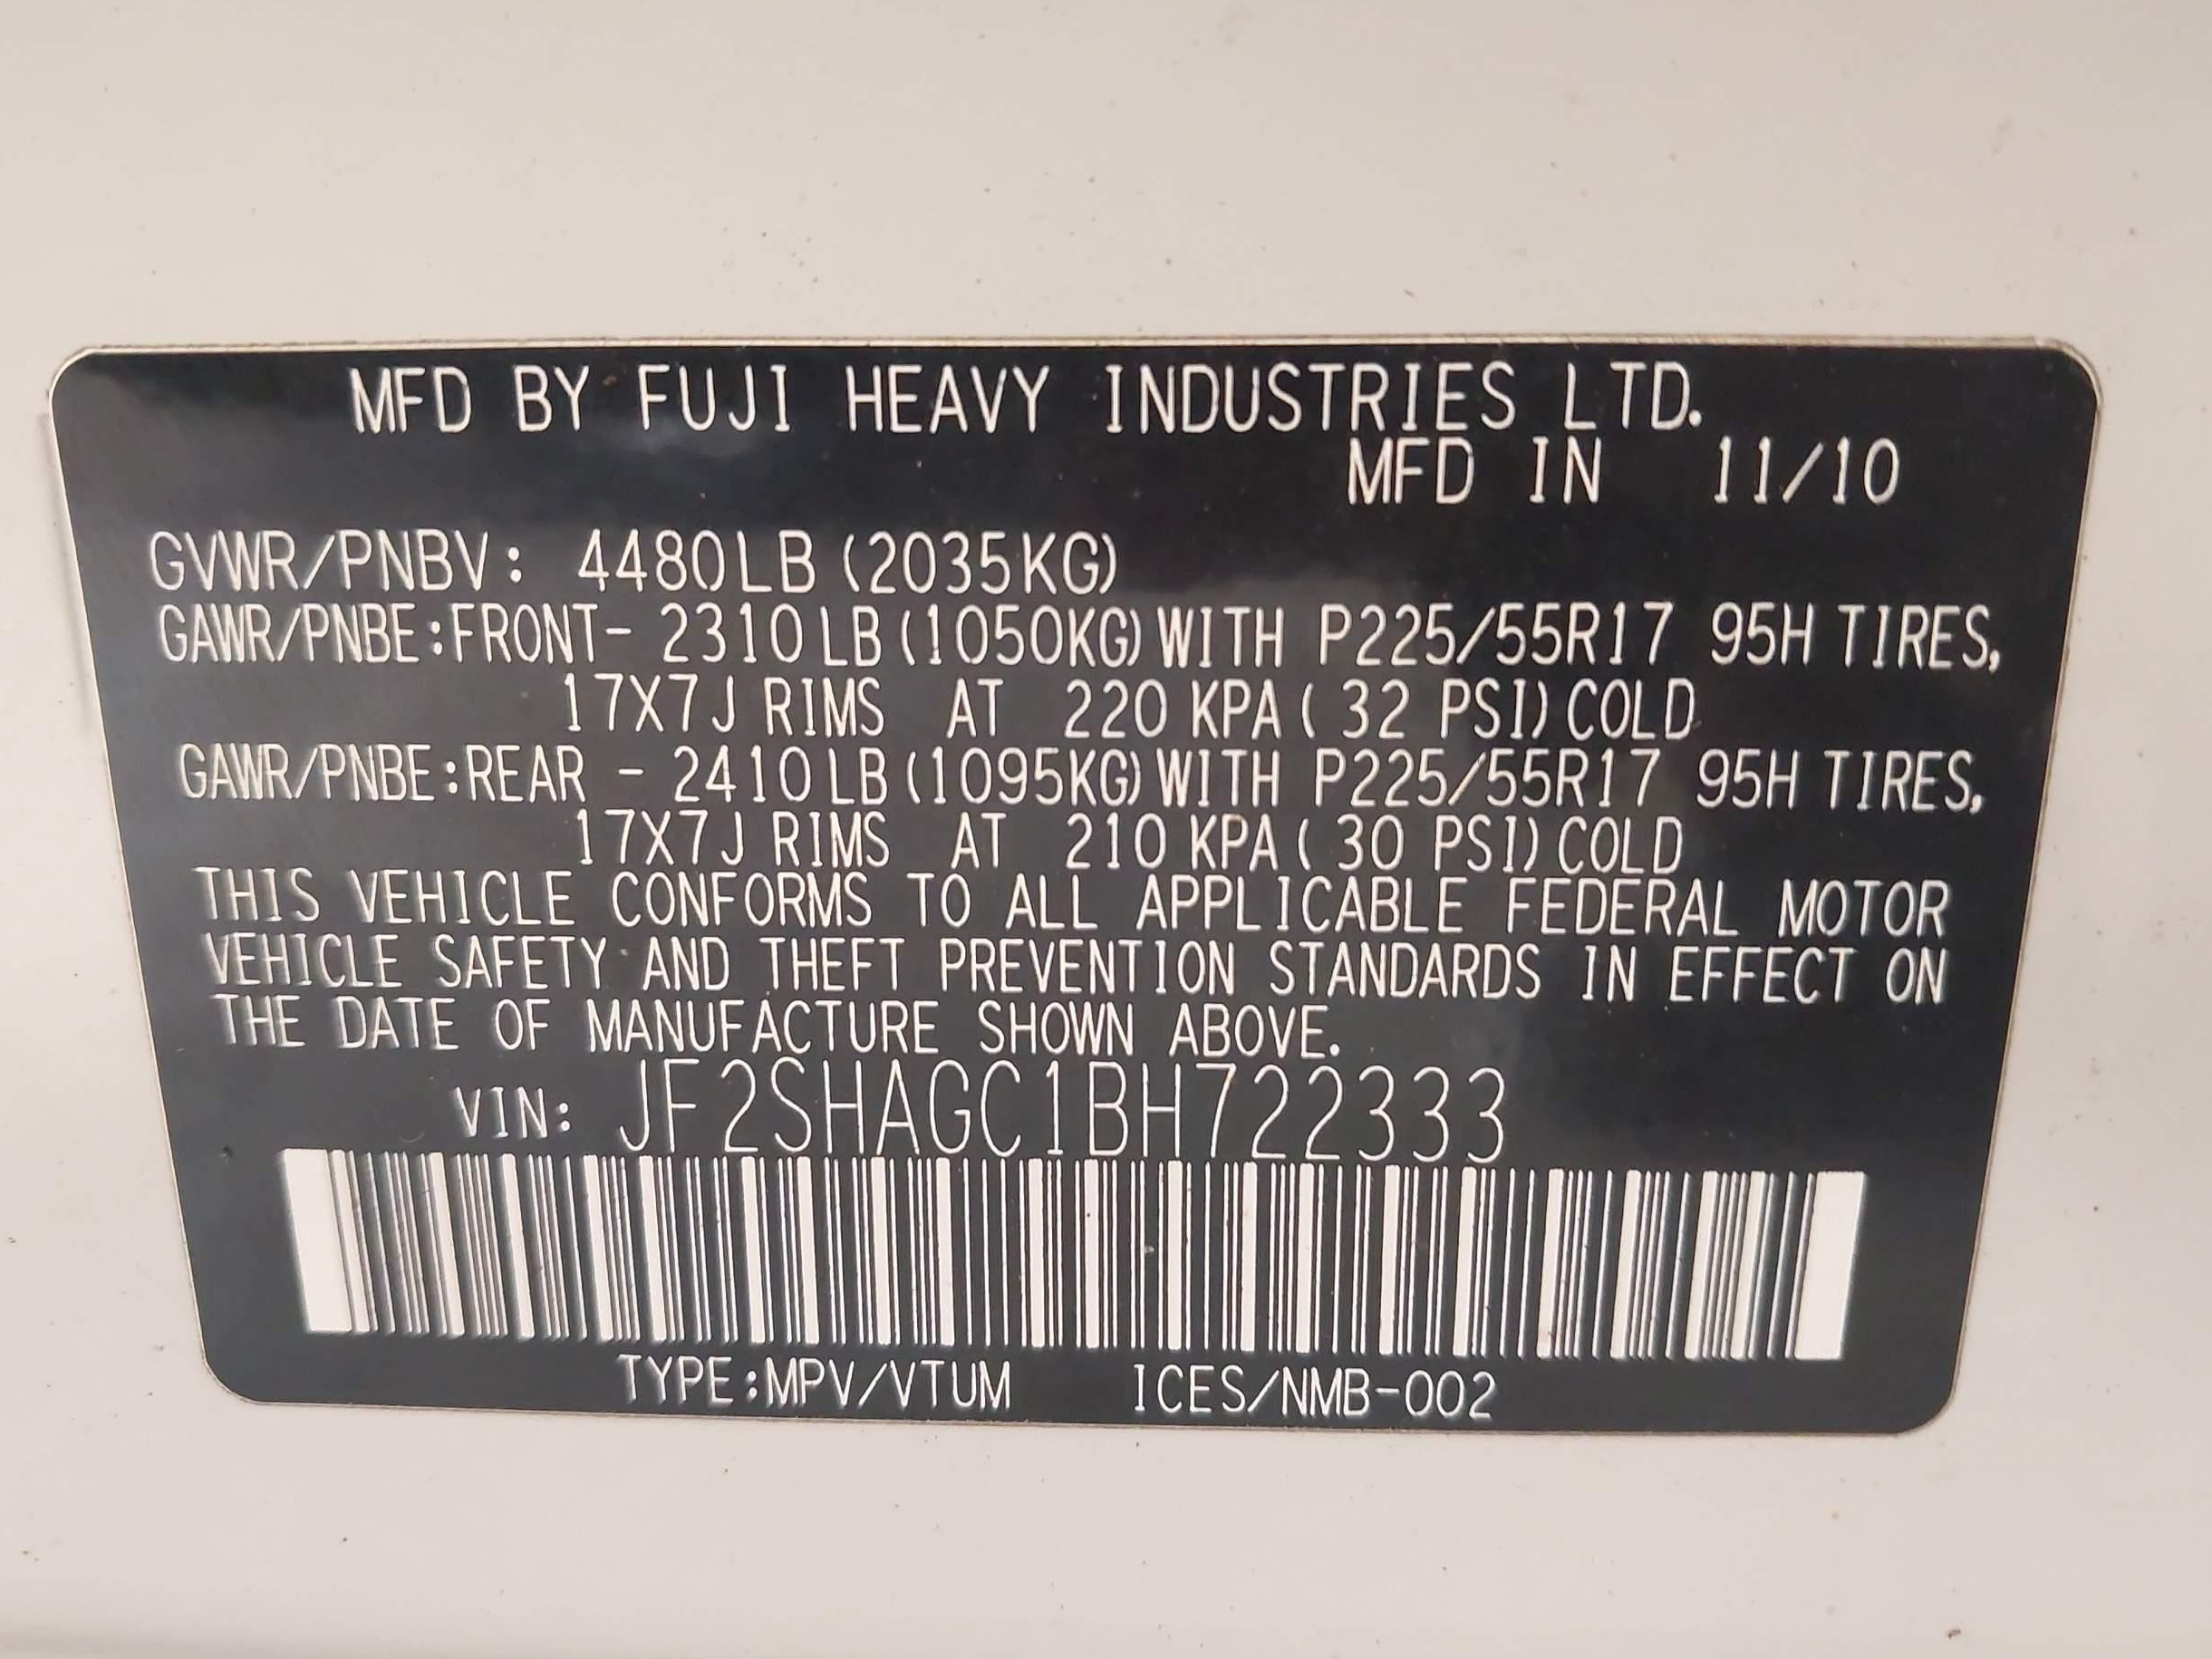 MFD BY FUJI HEAVY INDUSTRIES LTD.
MFD IN 11/10
GVWR/PNBV: 4480LB (2035KG)
GAWR/PNBE:FRONT- 2310LB (1050KG) WITH P225/55R17 95H TIRES,
17X7J RIMS AT 220 KPA ( 32 PSI) COLD
GAWR/PNBE:REAR - 2410LB (1095KG) WITH P225/55R17 95H TIRES,
17X7J RIMS AT 210 KPA ( 30 PSI) COLD
THIS VEHICLE CONFORMS TO ALL APPLICABLE FEDERAL MOTOR
VEHICLE SAFETY AND THEFT PREVENTION STANDARDS IN EFFECT ON
THE DATE OF MANUFACTURE SHOWN ABOVE.
VIN: JF2SHAGC1BH722333
TYPE:MPV/VTUM ICES/NMB-002